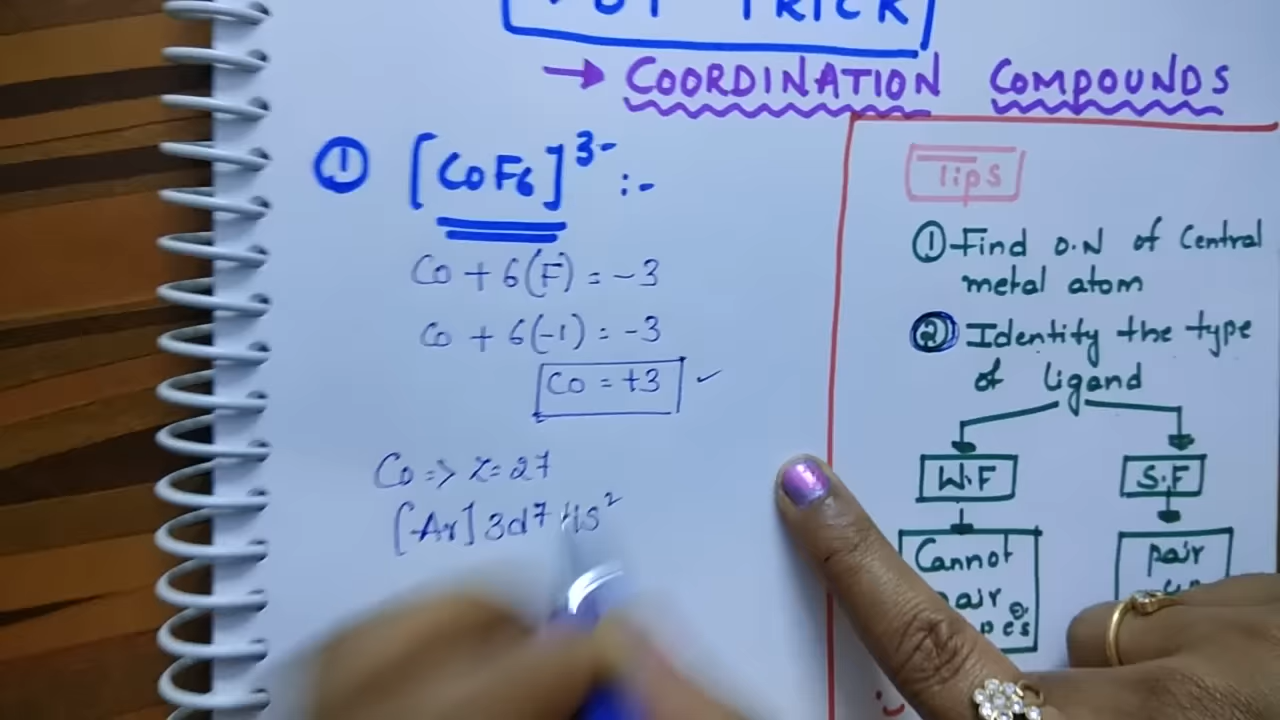 TRICK
→ COORDINATION COMPOUNDS
① [CoF6]³⁻ :-
Co + 6(F) = -3
Co + 6(-1) = -3
Co = +3 ✓
Co => Z=27
[Ar] 3d⁷ 4s²
Tips
① Find O.N of Central
metal atom
② Identify the type
of ligand
W.F
S.F
Cannot
pair